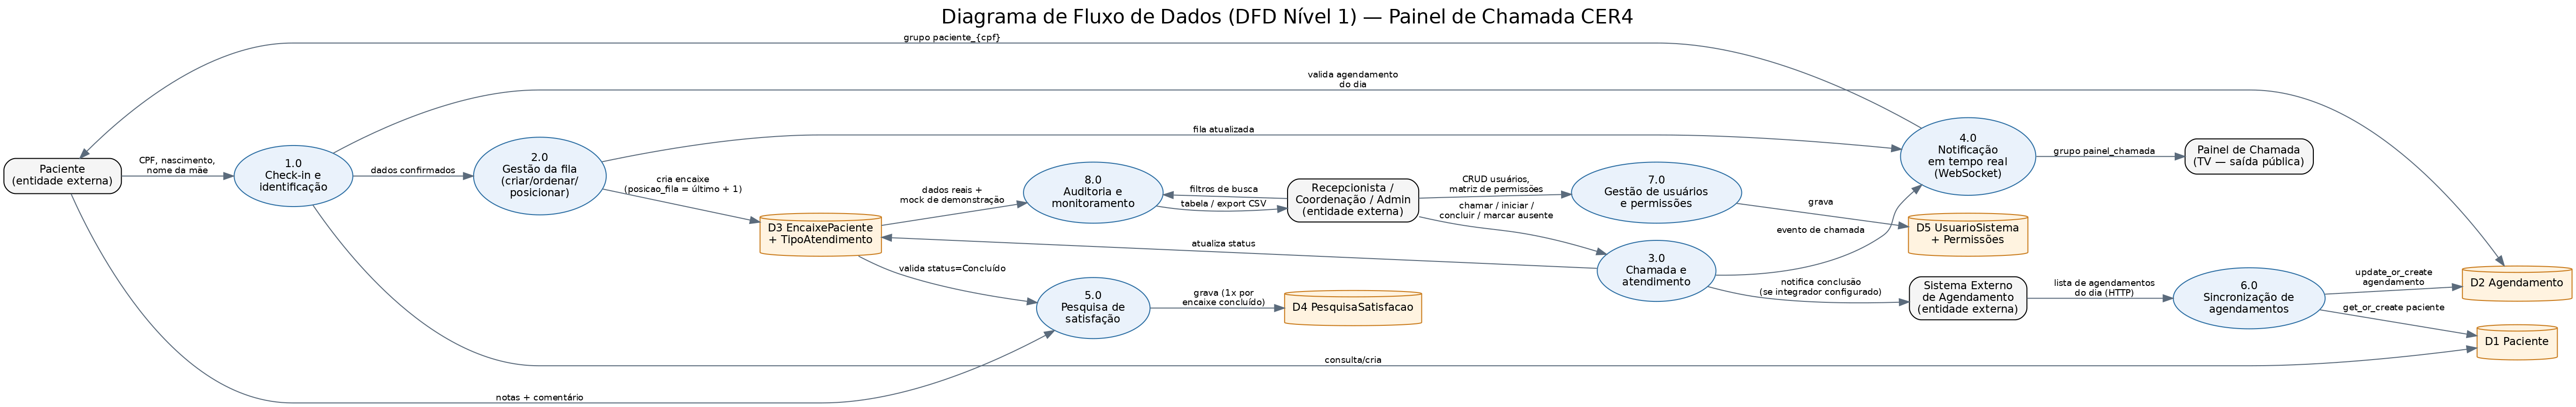 Diagrama de Fluxo de Dados (DFD Nível 1) — Painel de Chamada CER4
grupo paciente_{cpf}
valida agendamento
do dia
fila atualizada
Paciente
(entidade externa)
CPF, nascimento,
nome da mãe
1.0
Check-in e
identificação
dados confirmados
2.0
Gestão da fila
(criar/ordenar/
posicionar)
cria encaixe
(posicao_fila = último + 1)
D3 EncaixePaciente
+ TipoAtendimento
dados reais +
mock de demonstração
8.0
Auditoria e
monitoramento
filtros de busca
tabela / export CSV
Recepcionista /
Coordenação / Admin
(entidade externa)
CRUD usuários,
matriz de permissões
chamar / iniciar /
concluir / marcar ausente
7.0
Gestão de usuários
e permissões
grava
4.0
Notificação
em tempo real
(WebSocket)
grupo painel_chamada
Painel de Chamada
(TV — saída pública)
D5 UsuarioSistema
+ Permissões
evento de chamada
atualiza status
3.0
Chamada e
atendimento
notifica conclusão
(se integrador configurado)
Sistema Externo
de Agendamento
(entidade externa)
lista de agendamentos
do dia (HTTP)
6.0
Sincronização de
agendamentos
update_or_create
agendamento
D2 Agendamento
get_or_create paciente
D1 Paciente
valida status=Concluído
5.0
Pesquisa de
satisfação
grava (1x por
encaixe concluído)
D4 PesquisaSatisfacao
consulta/cria
notas + comentário